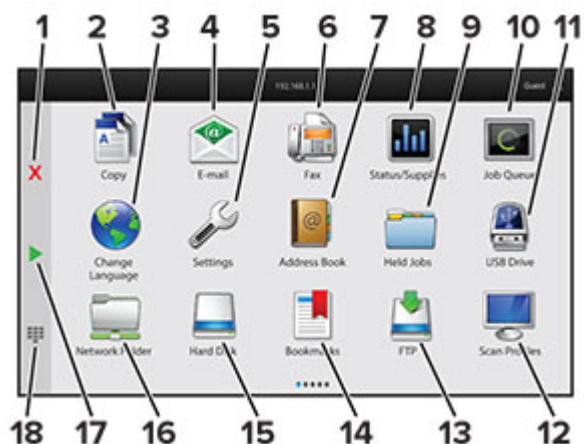 1 2 3 4 5 6 7 8 9 10 11
192.168.1.1
Guest
X
Copy E-mail Fax Status/Supplies Job Queue
Change
Language
Settings Address Book Held Jobs USB Drive
Network Folder Hard Disk Bookmarks FTP Scan Profiles
18 17 16 15 14 13 12